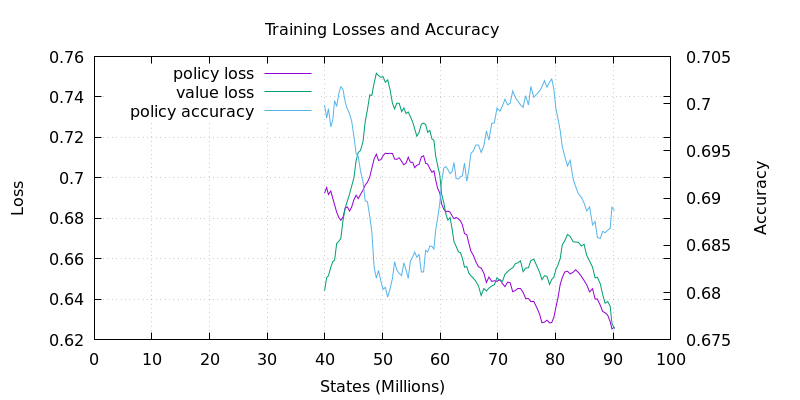 Training Losses and Accuracy
0.76
0.74
0.72
0.7
0.68
0.66
0.64
0.62
Loss
policy loss
value loss
policy accuracy
0.705
0.7
0.695
0.69
0.685
0.68
0.675
Accuracy
0 10 20 30 40 50 60 70 80 90 100
States (Millions)